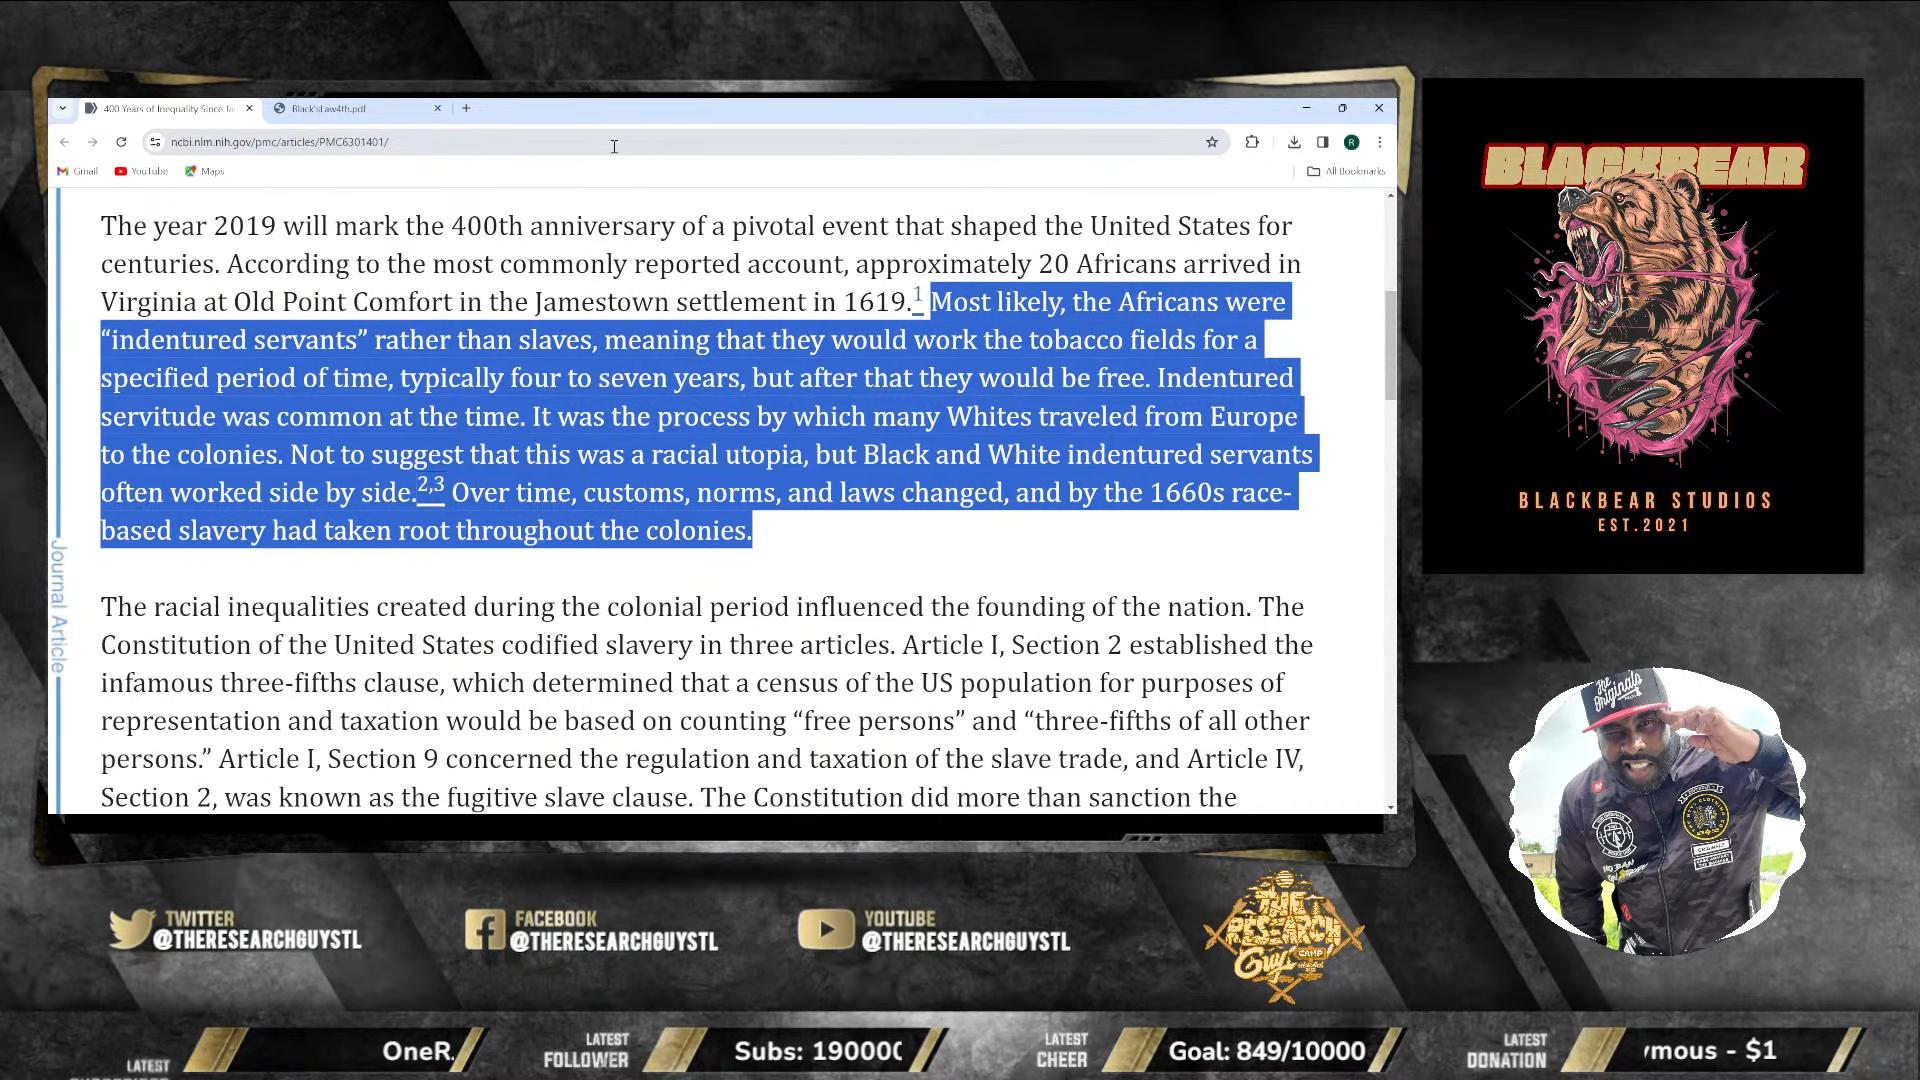 400 Years of Inequality Since Ja
Black'sLaw4th.pdf
ncbi.nlm.nih.gov/pmc/articles/PMC6301401/
R
Gmail
YouTube
Maps
All Bookmarks
The year 2019 will mark the 400th anniversary of a pivotal event that shaped the United States for
centuries. According to the most commonly reported account, approximately 20 Africans arrived in
Virginia at Old Point Comfort in the Jamestown settlement in 1619.1 Most likely, the Africans were
“indentured servants” rather than slaves, meaning that they would work the tobacco fields for a
specified period of time, typically four to seven years, but after that they would be free. Indentured
servitude was common at the time. It was the process by which many Whites traveled from Europe
to the colonies. Not to suggest that this was a racial utopia, but Black and White indentured servants
often worked side by side.2,3 Over time, customs, norms, and laws changed, and by the 1660s race-
based slavery had taken root throughout the colonies.
Journal Article
The racial inequalities created during the colonial period influenced the founding of the nation. The
Constitution of the United States codified slavery in three articles. Article I, Section 2 established the
infamous three-fifths clause, which determined that a census of the US population for purposes of
representation and taxation would be based on counting “free persons” and “three-fifths of all other
persons.” Article I, Section 9 concerned the regulation and taxation of the slave trade, and Article IV,
Section 2, was known as the fugitive slave clause. The Constitution did more than sanction the
BLACKBEAR
BLACKBEAR STUDIOS
EST.2021
The Originals
ORIGINALS
TWITTER
@THERESEARCHGUYSTL
FACEBOOK
@THERESEARCHGUYSTL
YOUTUBE
@THERESEARCHGUYSTL
THE
RESEARCH
Guy
CAMP
LATEST
OneR
LATEST
FOLLOWER
Subs: 190000
LATEST
CHEER
Goal: 849/10000
LATEST
DONATION
ymous - $1